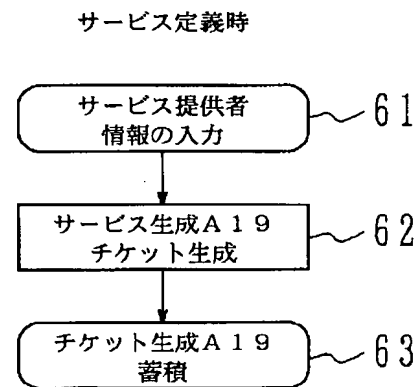 サービス定義時
サービス提供者
情報の入力
61
サービス生成A19
チケット生成
62
チケット生成A19
蓄積
63